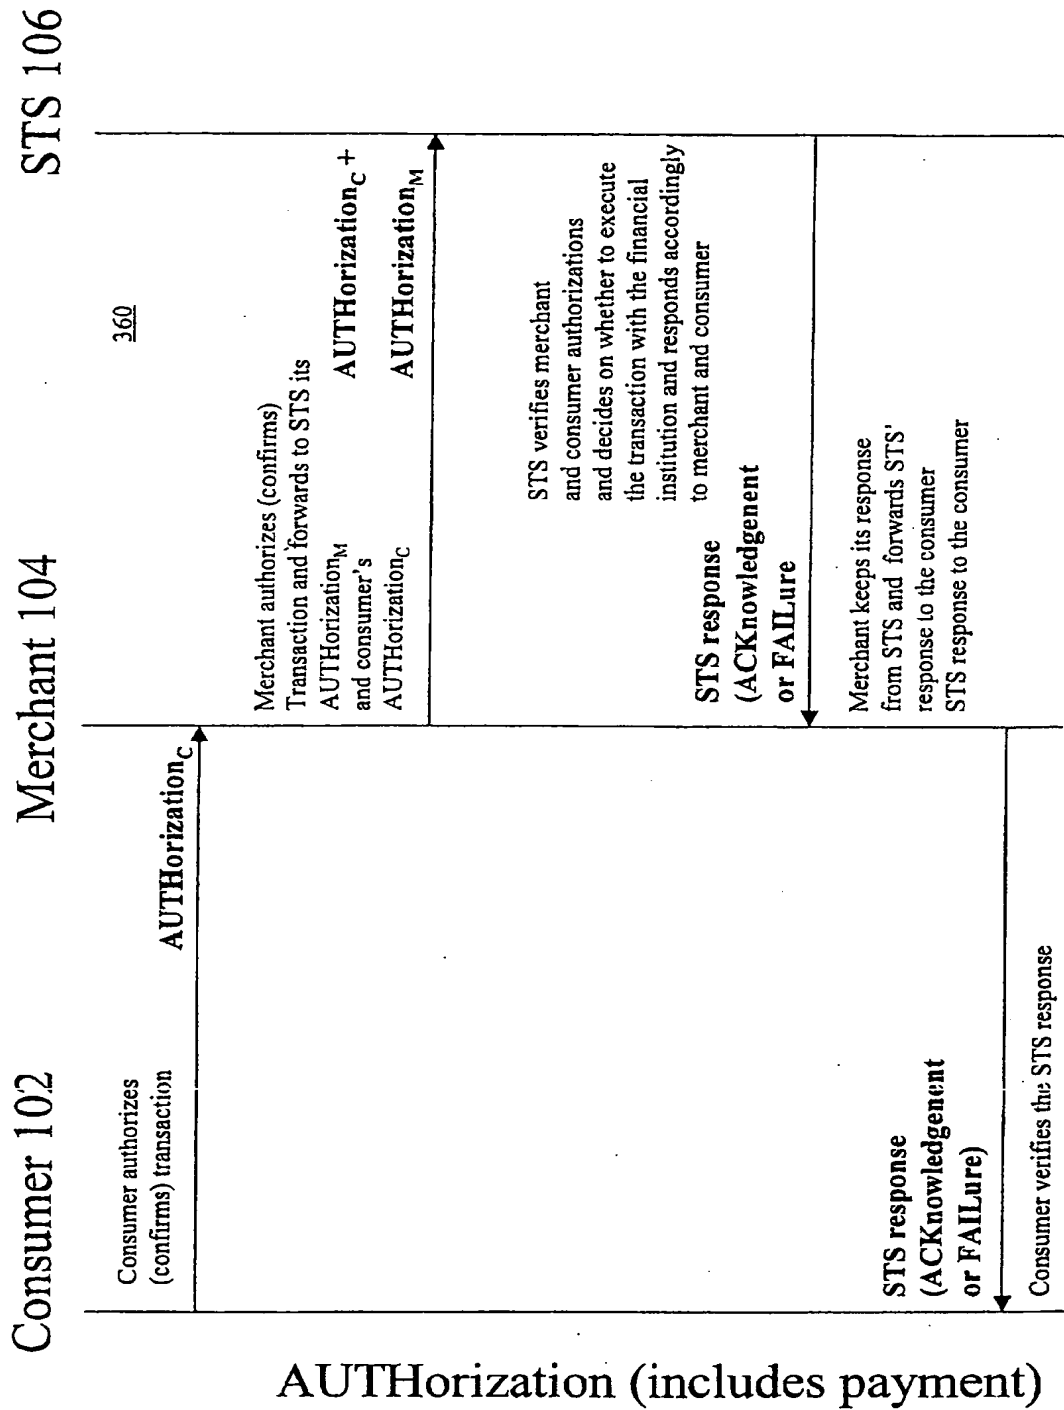 Consumer 102
Merchant 104
STS 106
360
Consumer authorizes
(confirms) transaction
AUTHorization_C
Merchant authorizes (confirms)
Transaction and forwards to STS its
AUTHorization_M
and consumer's
AUTHorization_C
AUTHorization_C +
AUTHorization_M
STS verifies merchant
and consumer authorizations
and decides on whether to execute
the transaction with the financial
institution and responds accordingly
to merchant and consumer
STS response
(ACKnowledgenent
or FAILure
Merchant keeps its response
from STS and forwards STS'
response to the consumer
STS response to the consumer
STS response
(ACKnowledgenent
or FAILure)
Consumer verifies the STS response
AUTHorization (includes payment)